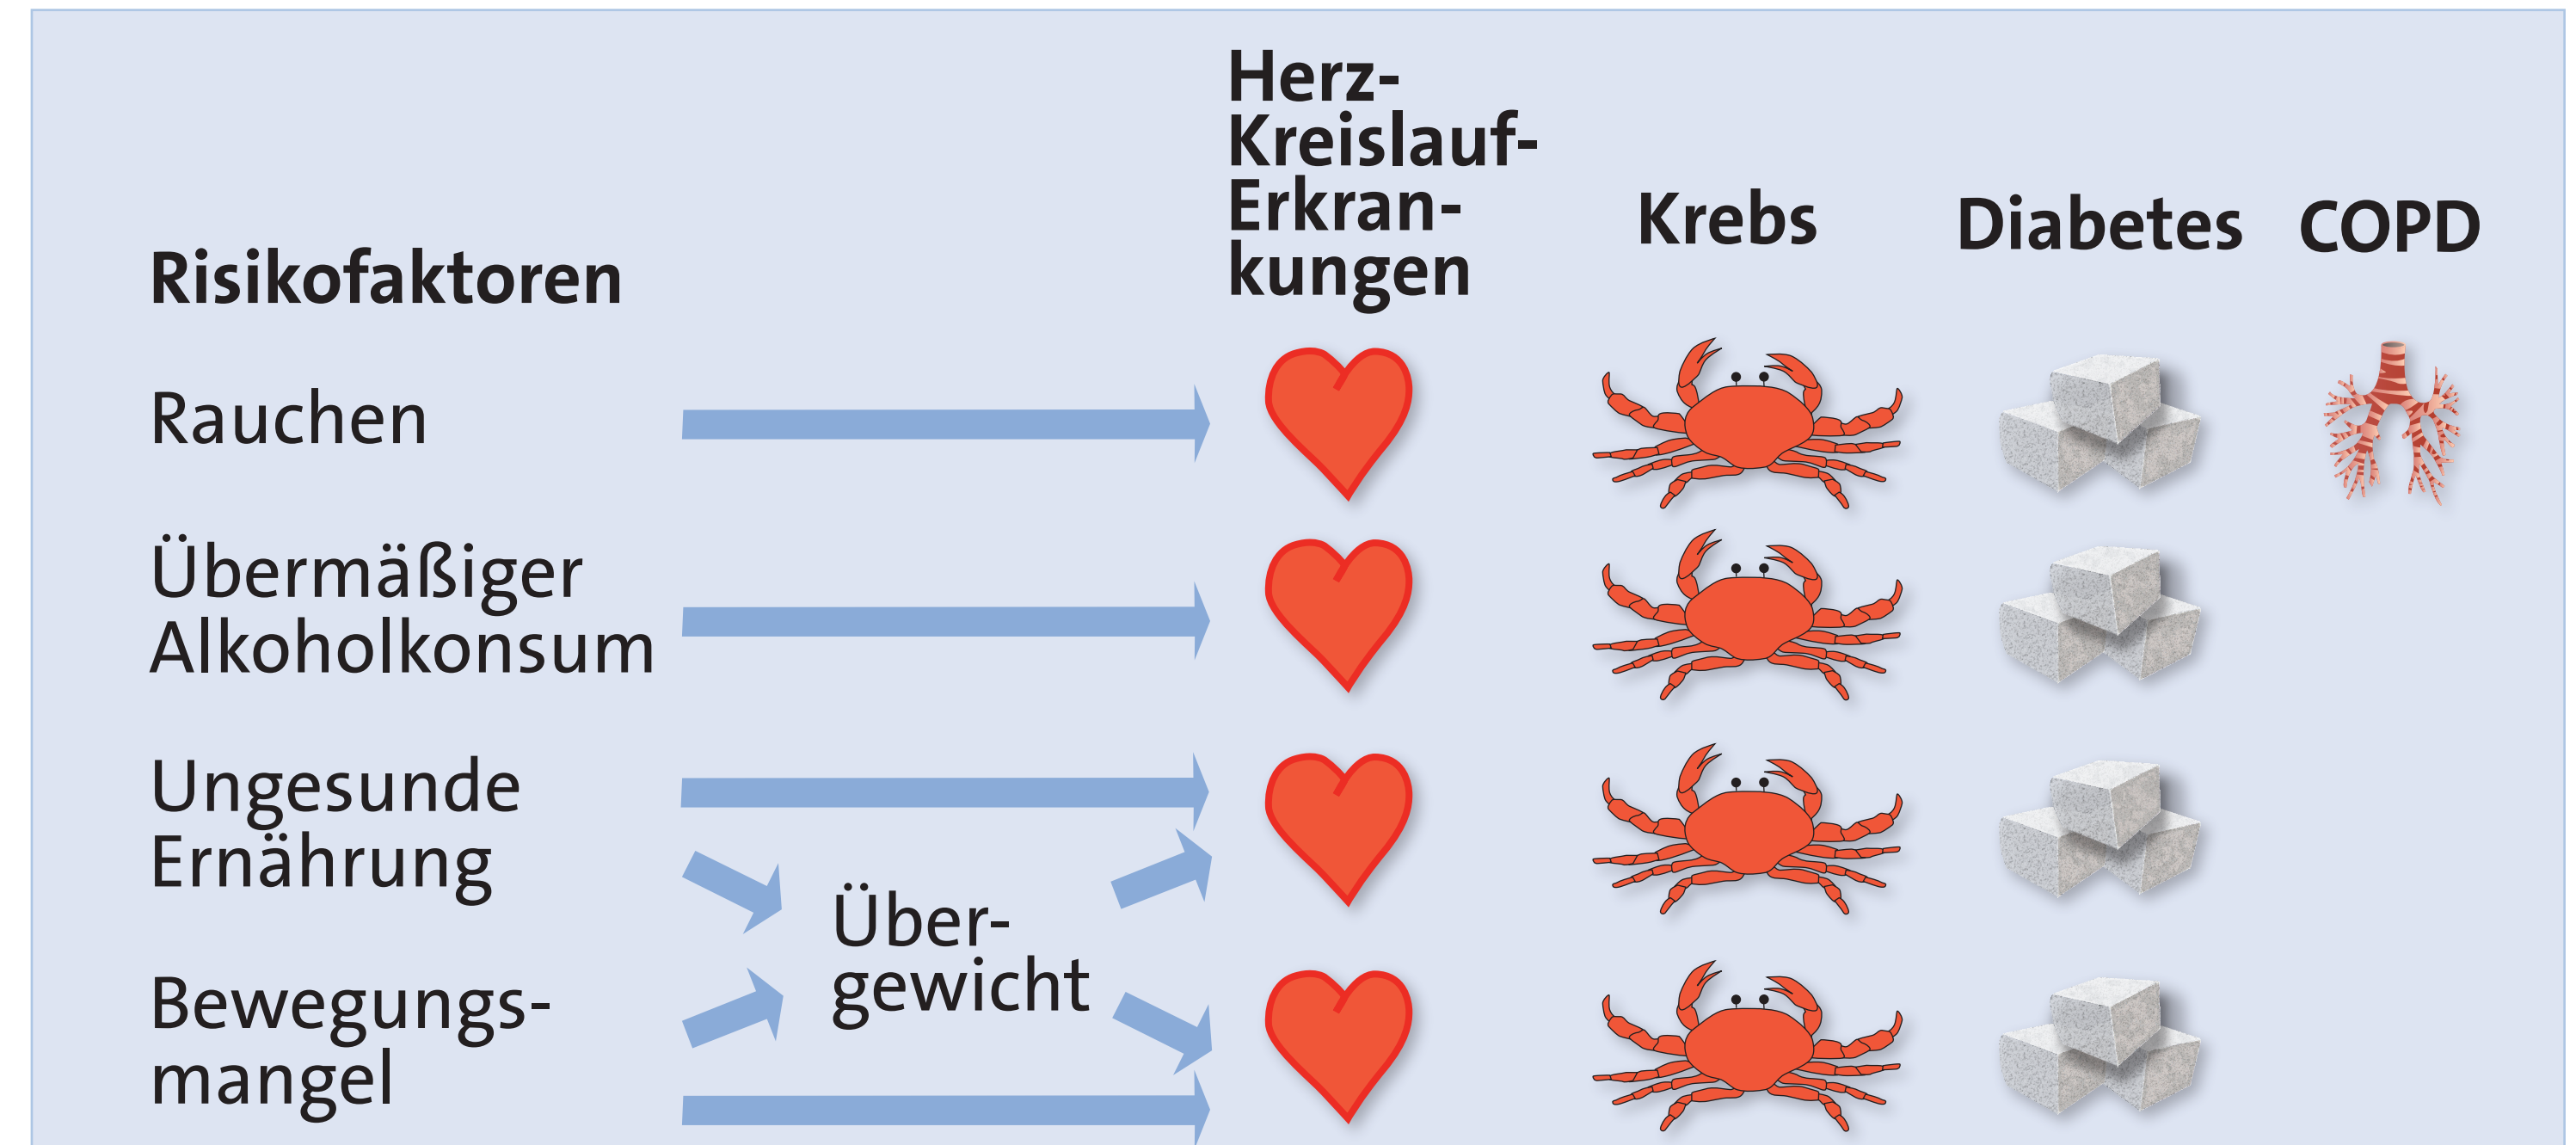 Herz-
Kreislauf-
Erkran-
kungen
Krebs
Diabetes
COPD
Risikofaktoren
Rauchen
Übermäßiger
Alkoholkonsum
Ungesunde
Ernährung
Über-
gewicht
Bewegungs-
mangel